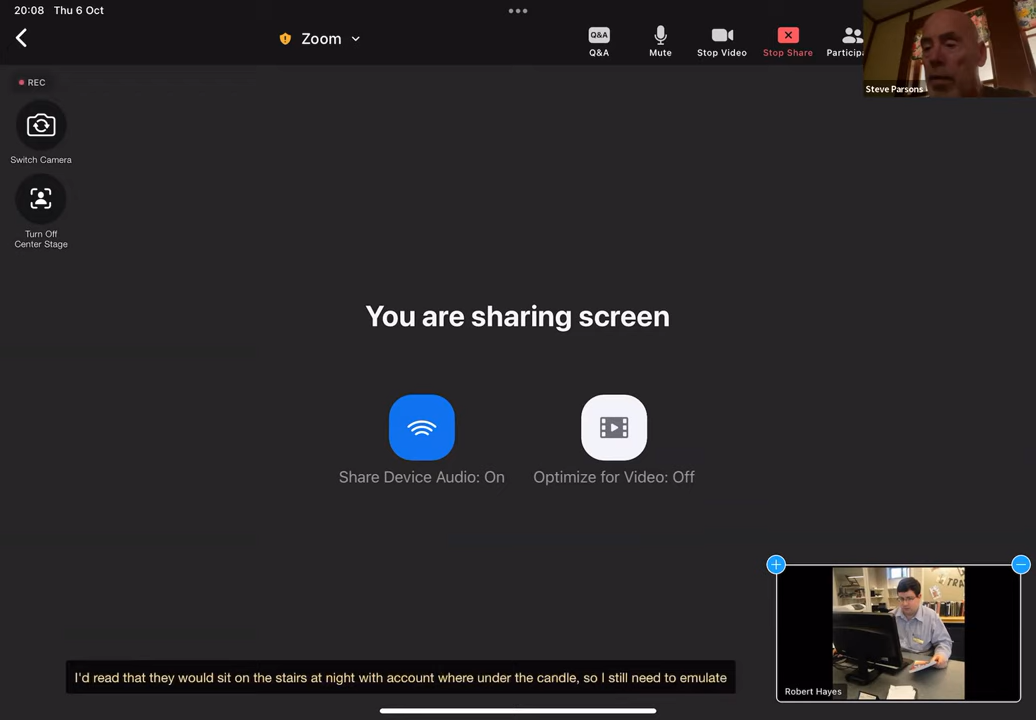 20:08 Thu 6 Oct
Zoom
Q&A
Q&A
Mute
Stop Video
Stop Share
Participa
Steve Parsons
REC
Switch Camera
Turn Off
Center Stage
You are sharing screen
Share Device Audio: On
Optimize for Video: Off
I'd read that they would sit on the stairs at night with account where under the candle, so I still need to emulate
Robert Hayes